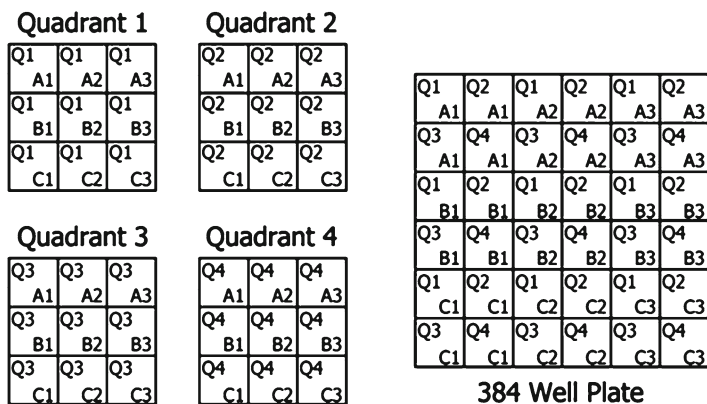 Quadrant 1
Q1 Q1 Q1
A1 A2 A3
Q1 Q1 Q1
B1 B2 B3
Q1 Q1 Q1
C1 C2 C3
Quadrant 2
Q2 Q2 Q2
A1 A2 A3
Q2 Q2 Q2
B1 B2 B3
Q2 Q2 Q2
C1 C2 C3
Quadrant 3
Q3 Q3 Q3
A1 A2 A3
Q3 Q3 Q3
B1 B2 B3
Q3 Q3 Q3
C1 C2 C3
Quadrant 4
Q4 Q4 Q4
A1 A2 A3
Q4 Q4 Q4
B1 B2 B3
Q4 Q4 Q4
C1 C2 C3
Q1 Q2 Q1 Q2 Q1 Q2
A1 A1 A2 A2 A3 A3
Q3 Q4 Q3 Q4 Q3 Q4
A1 A1 A2 A2 A3 A3
Q1 Q2 Q1 Q2 Q1 Q2
B1 B1 B2 B2 B3 B3
Q3 Q4 Q3 Q4 Q3 Q4
B1 B1 B2 B2 B3 B3
Q1 Q2 Q1 Q2 Q1 Q2
C1 C1 C2 C2 C3 C3
Q3 Q4 Q3 Q4 Q3 Q4
C1 C1 C2 C2 C3 C3
384 Well Plate